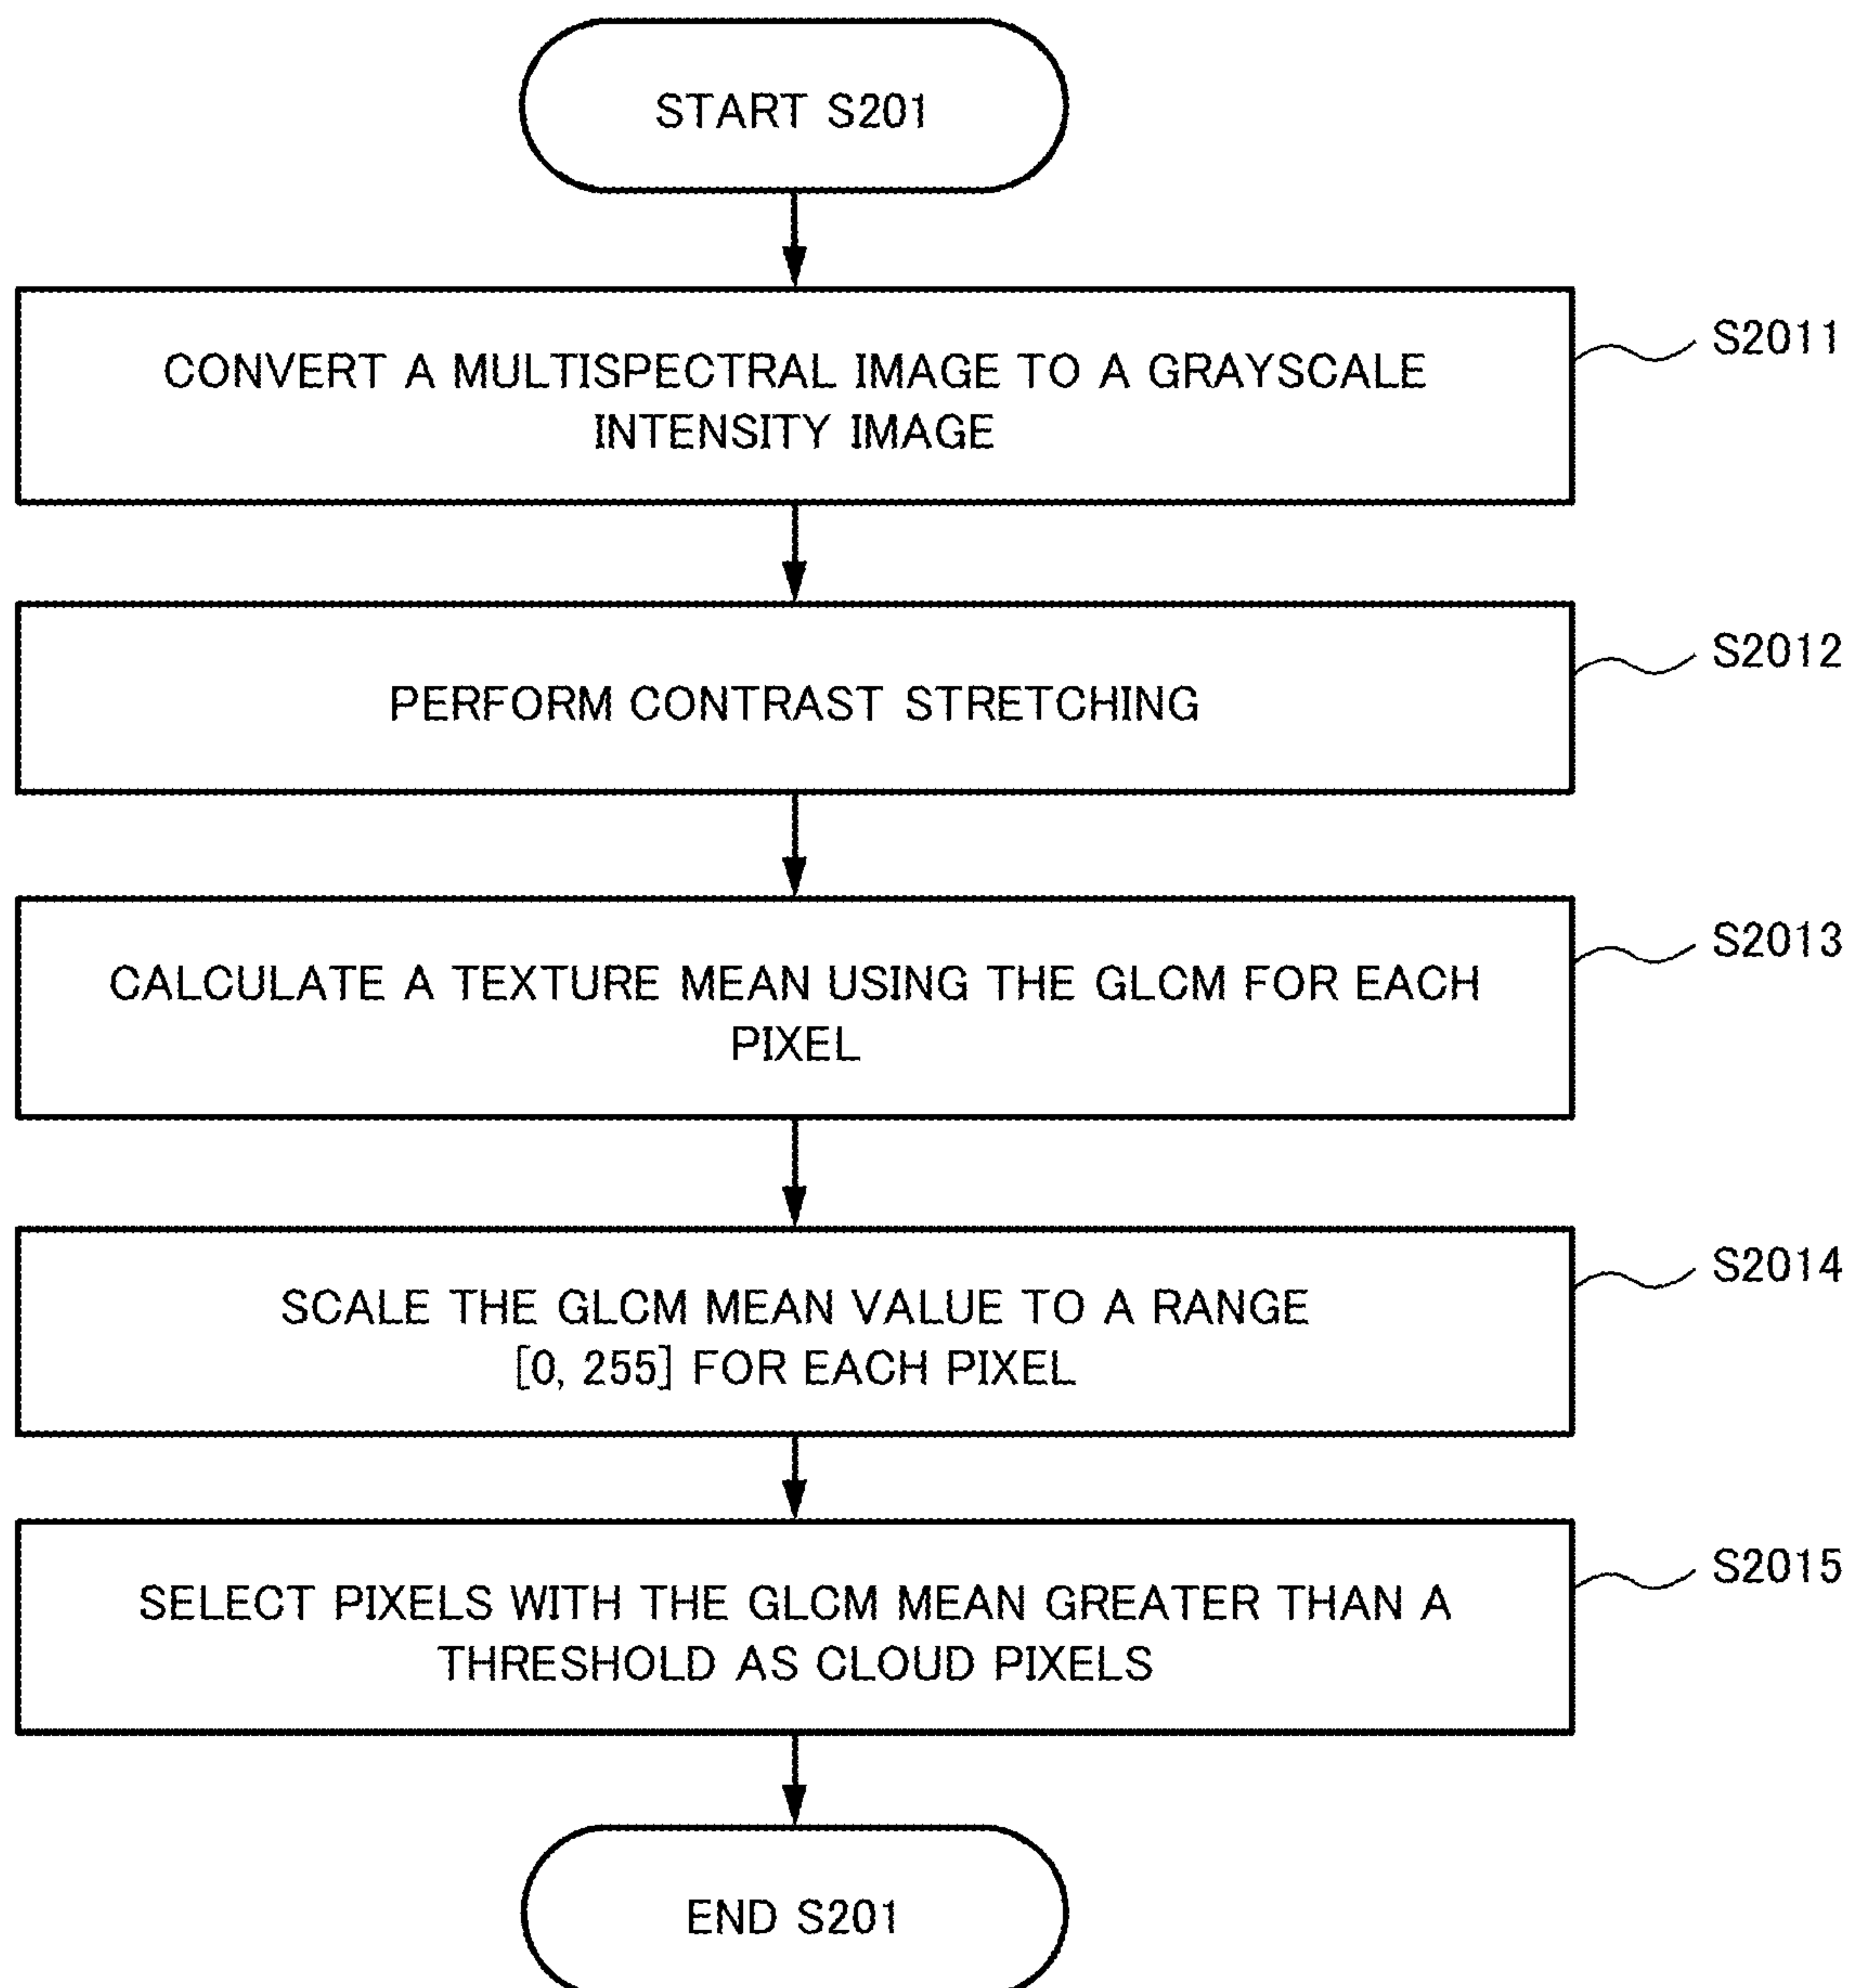 START S201
CONVERT A MULTISPECTRAL IMAGE TO A GRAYSCALE
INTENSITY IMAGE
S2011
PERFORM CONTRAST STRETCHING
S2012
CALCULATE A TEXTURE MEAN USING THE GLCM FOR EACH
PIXEL
S2013
SCALE THE GLCM MEAN VALUE TO A RANGE
[0, 255] FOR EACH PIXEL
S2014
SELECT PIXELS WITH THE GLCM MEAN GREATER THAN A
THRESHOLD AS CLOUD PIXELS
S2015
END S201